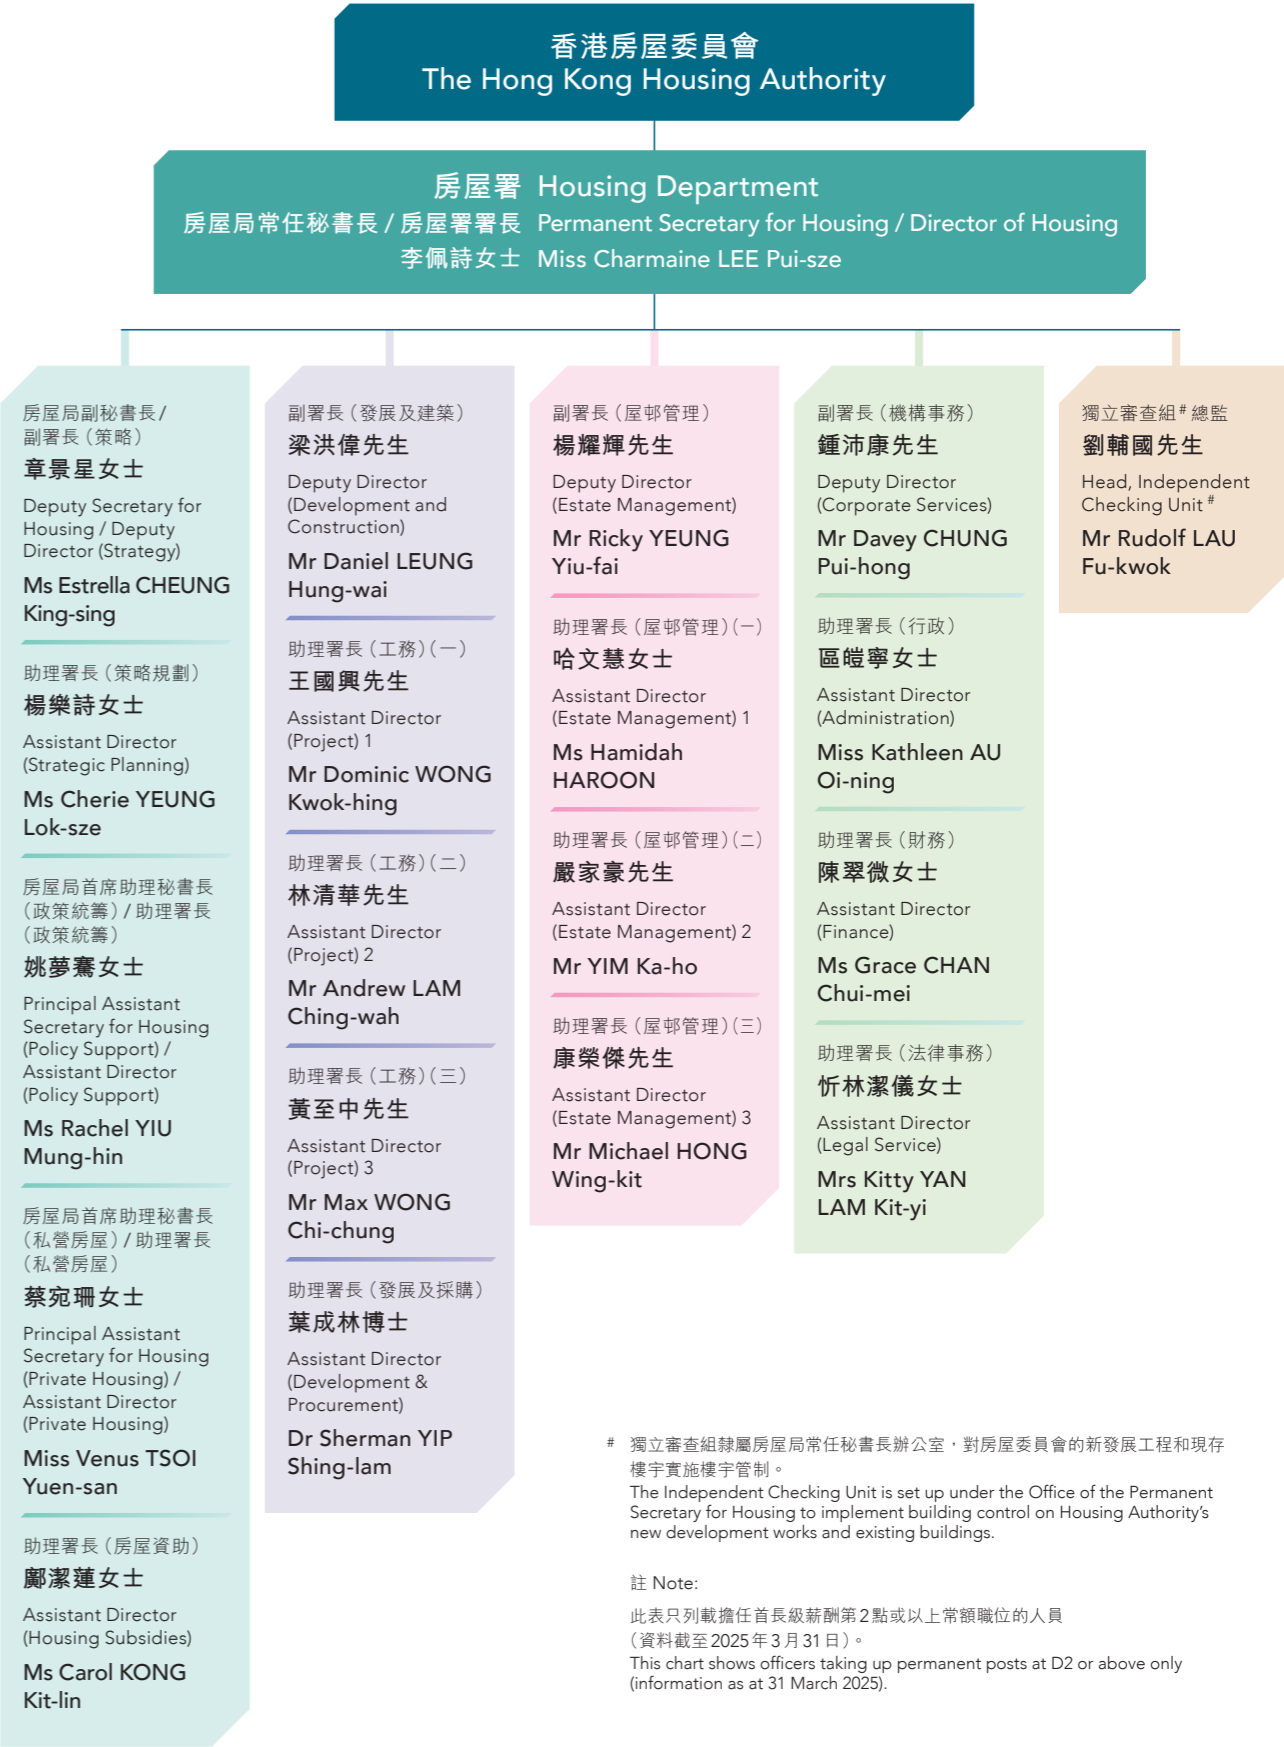 香港房屋委員會
The Hong Kong Housing Authority
房屋署 Housing Department
房屋局常任秘書長 / 房屋署署長 Permanent Secretary for Housing / Director of Housing
李佩詩女士 Miss Charmaine LEE Pui-sze
房屋局副秘書長 /
副署長（策略）
章景星女士
Deputy Secretary for
Housing / Deputy
Director (Strategy)
Ms Estrella CHEUNG
King-sing
助理署長（策略規劃）
楊樂詩女士
Assistant Director
(Strategic Planning)
Ms Cherie YEUNG
Lok-sze
房屋局首席助理秘書長
（政策統籌）/ 助理署長
（政策統籌）
姚夢騫女士
Principal Assistant
Secretary for Housing
(Policy Support) /
Assistant Director
(Policy Support)
Ms Rachel YIU
Mung-hin
房屋局首席助理秘書長
（私營房屋）/ 助理署長
（私營房屋）
蔡宛珊女士
Principal Assistant
Secretary for Housing
(Private Housing) /
Assistant Director
(Private Housing)
Miss Venus TSOI
Yuen-san
助理署長（房屋資助）
鄺潔蓮女士
Assistant Director
(Housing Subsidies)
Ms Carol KONG
Kit-lin
副署長（發展及建築）
梁洪偉先生
Deputy Director
(Development and
Construction)
Mr Daniel LEUNG
Hung-wai
助理署長（工務）（一）
王國興先生
Assistant Director
(Project) 1
Mr Dominic WONG
Kwok-hing
助理署長（工務）（二）
林清華先生
Assistant Director
(Project) 2
Mr Andrew LAM
Ching-wah
助理署長（工務）（三）
黃至中先生
Assistant Director
(Project) 3
Mr Max WONG
Chi-chung
助理署長（發展及採購）
葉成林博士
Assistant Director
(Development &
Procurement)
Dr Sherman YIP
Shing-lam
副署長（屋邨管理）
楊耀輝先生
Deputy Director
(Estate Management)
Mr Ricky YEUNG
Yiu-fai
助理署長（屋邨管理）（一）
哈文慧女士
Assistant Director
(Estate Management) 1
Ms Hamidah
HAROON
助理署長（屋邨管理）（二）
嚴家豪先生
Assistant Director
(Estate Management) 2
Mr YIM Ka-ho
助理署長（屋邨管理）（三）
康榮傑先生
Assistant Director
(Estate Management) 3
Mr Michael HONG
Wing-kit
副署長（機構事務）
鍾沛康先生
Deputy Director
(Corporate Services)
Mr Davey CHUNG
Pui-hong
助理署長（行政）
區皚寧女士
Assistant Director
(Administration)
Miss Kathleen AU
Oi-ning
助理署長（財務）
陳翠微女士
Assistant Director
(Finance)
Ms Grace CHAN
Chui-mei
助理署長（法律事務）
忻林潔儀女士
Assistant Director
(Legal Service)
Mrs Kitty YAN
LAM Kit-yi
獨立審查組# 總監
劉輔國先生
Head, Independent
Checking Unit #
Mr Rudolf LAU
Fu-kwok
# 獨立審查組隸屬房屋局常任秘書長辦公室，對房屋委員會的新發展工程和現存
樓宇實施樓宇管制。
The Independent Checking Unit is set up under the Office of the Permanent
Secretary for Housing to implement building control on Housing Authority’s
new development works and existing buildings.
註 Note:
此表只列載擔任首長級薪酬第2點或以上常額職位的人員
（資料截至2025年3月31日）。
This chart shows officers taking up permanent posts at D2 or above only
(information as at 31 March 2025).